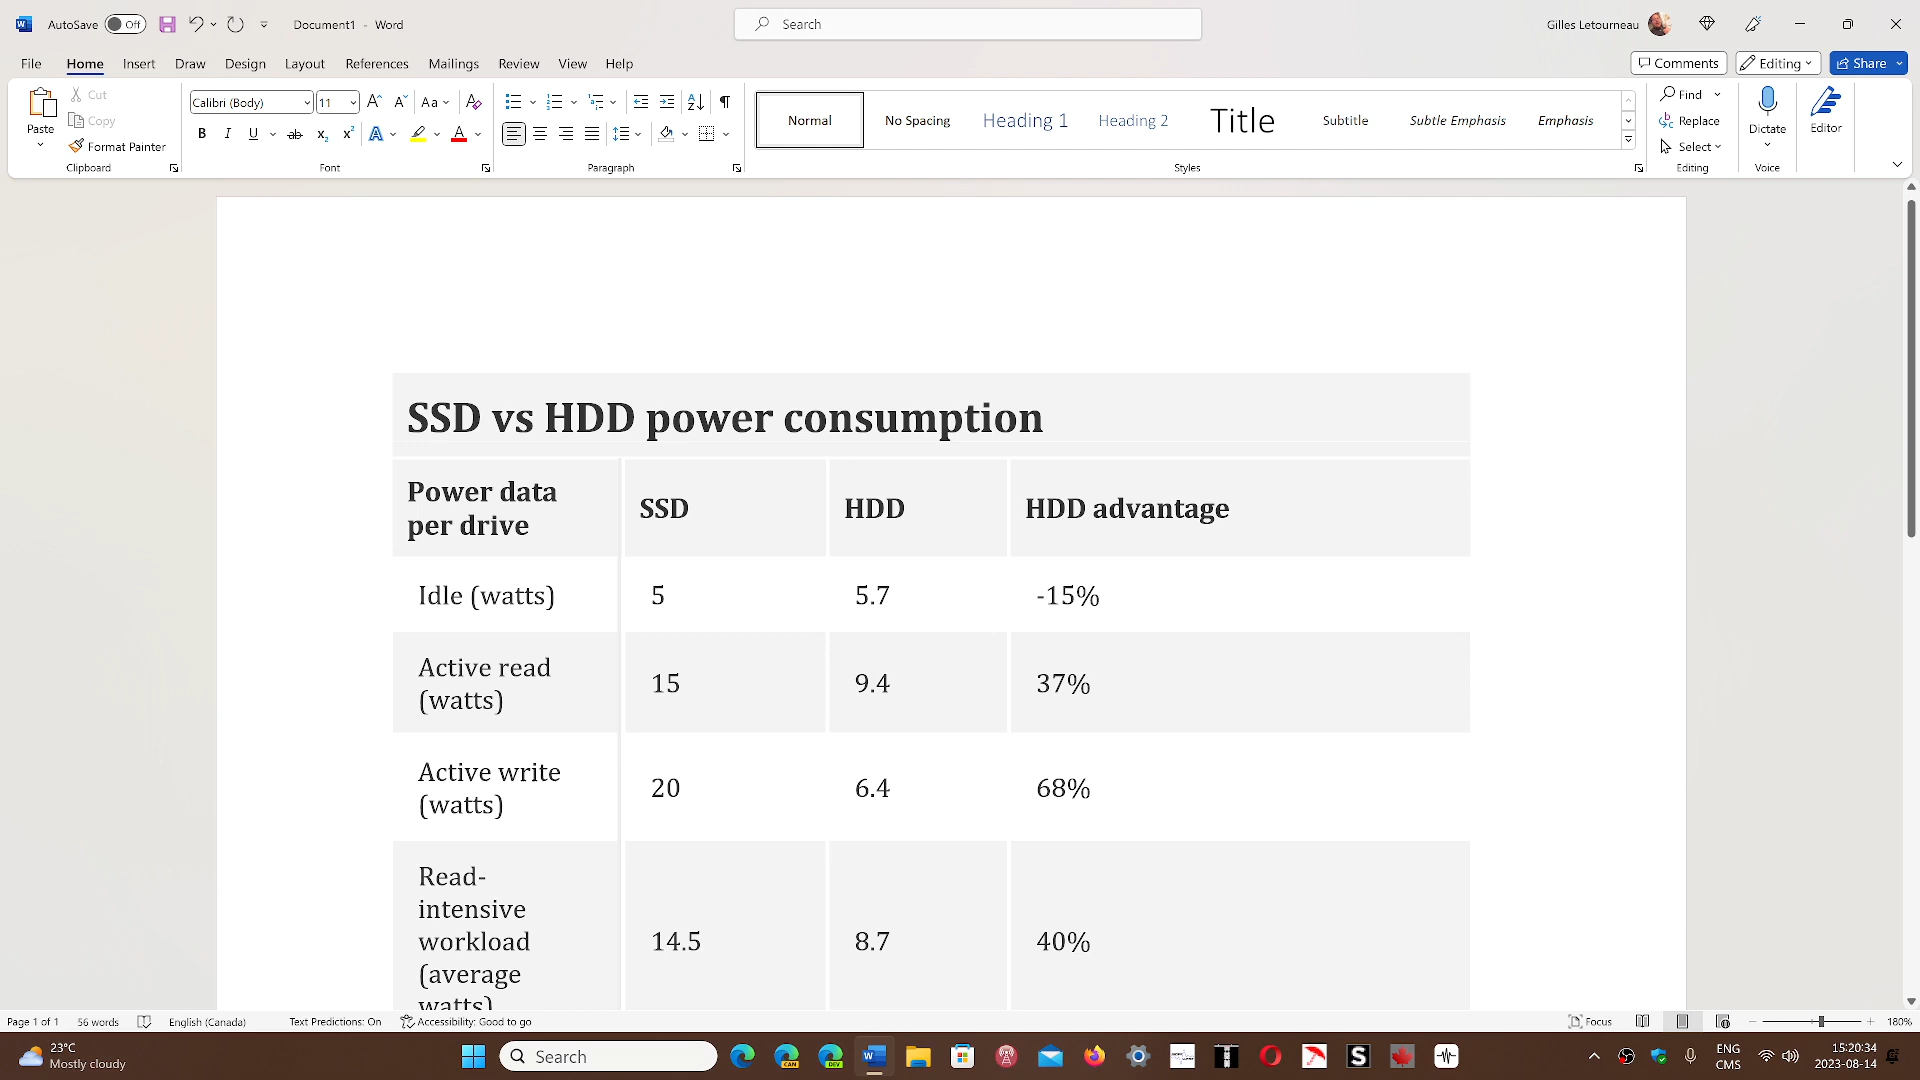 AutoSave Off Document1 - Word Search Gilles Letourneau
File Home Insert Draw Design Layout References Mailings Review View Help Comments Editing Share
Paste Cut Copy Format Painter Clipboard
Calibri (Body) 11 Font
Paragraph
Normal No Spacing Heading 1 Heading 2 Title Subtitle Subtle Emphasis Emphasis Styles
Find Replace Select Editing
Dictate Voice
Editor
SSD vs HDD power consumption
Power data
per drive
SSD
HDD
HDD advantage
Idle (watts)
5
5.7
-15%
Active read
(watts)
15
9.4
37%
Active write
(watts)
20
6.4
68%
Read-
intensive
workload
(average
watts)
14.5
8.7
40%
Page 1 of 1 56 words English (Canada) Text Predictions: On Accessibility: Good to go Focus 180%
23°C
Mostly cloudy
Search
CAN
DEV
ENG
CMS
15:20:34
2023-08-14